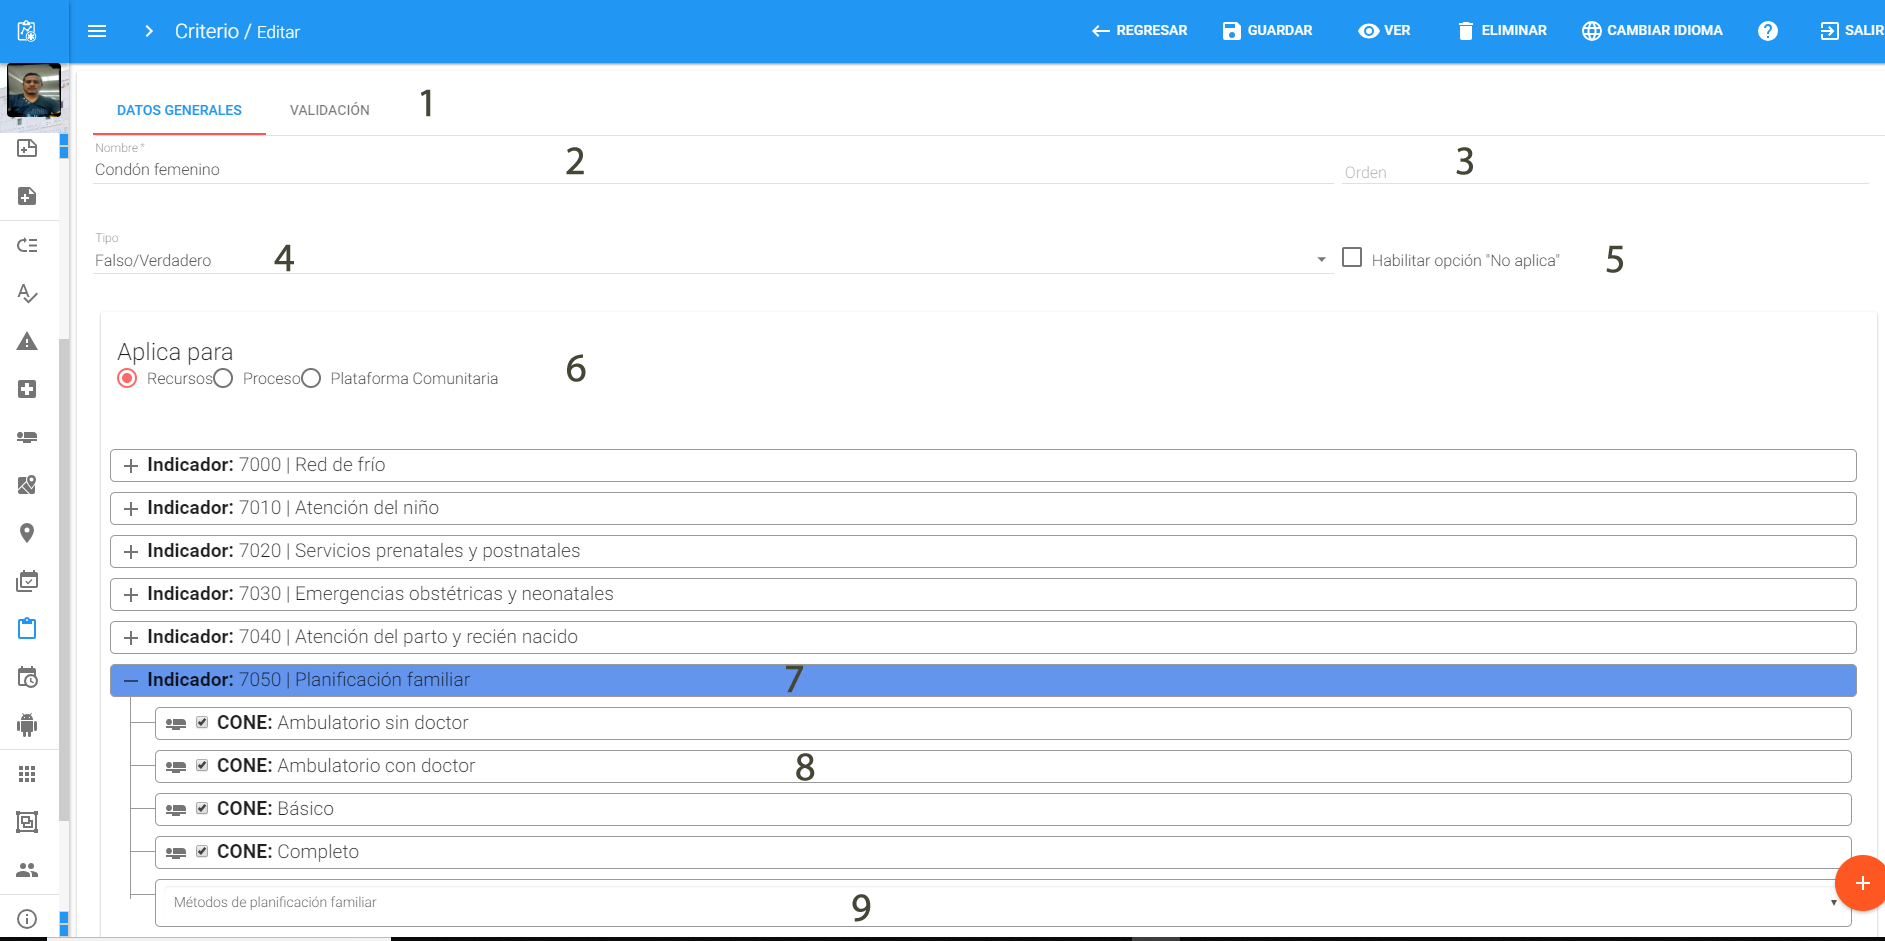 Criterio / Editar
REGRESAR GUARDAR VER ELIMINAR CAMBIAR IDIOMA SALIR
DATOS GENERALES VALIDACIÓN 1
Nombre*
Condón femenino 2
Orden 3
Tipo
Falso/Verdadero 4
Habilitar opción "No aplica" 5
Aplica para
Recursos Proceso Plataforma Comunitaria 6
Indicador: 7000 | Red de frío
Indicador: 7010 | Atención del niño
Indicador: 7020 | Servicios prenatales y postnatales
Indicador: 7030 | Emergencias obstétricas y neonatales
Indicador: 7040 | Atención del parto y recién nacido
Indicador: 7050 | Planificación familiar 7
CONE: Ambulatorio sin doctor
CONE: Ambulatorio con doctor 8
CONE: Básico
CONE: Completo
Métodos de planificación familiar 9